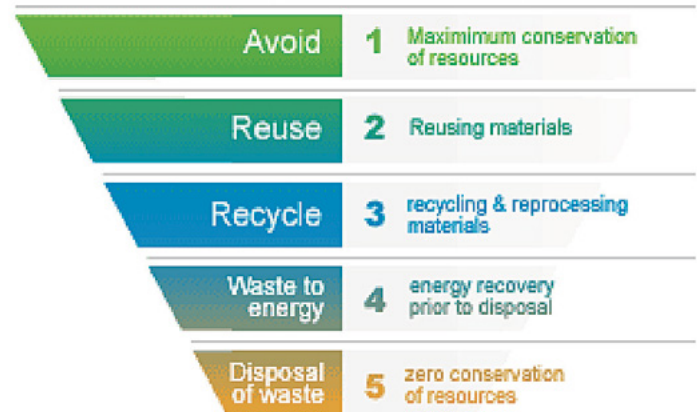 Avoid 1 Maximimum conservation
of resources
Reuse 2 Reusing materials
Recycle 3 recycling & reprocessing
materials
Waste to
energy 4 energy recovery
prior to disposal
Disposal
of waste 5 zero conservation
of resources